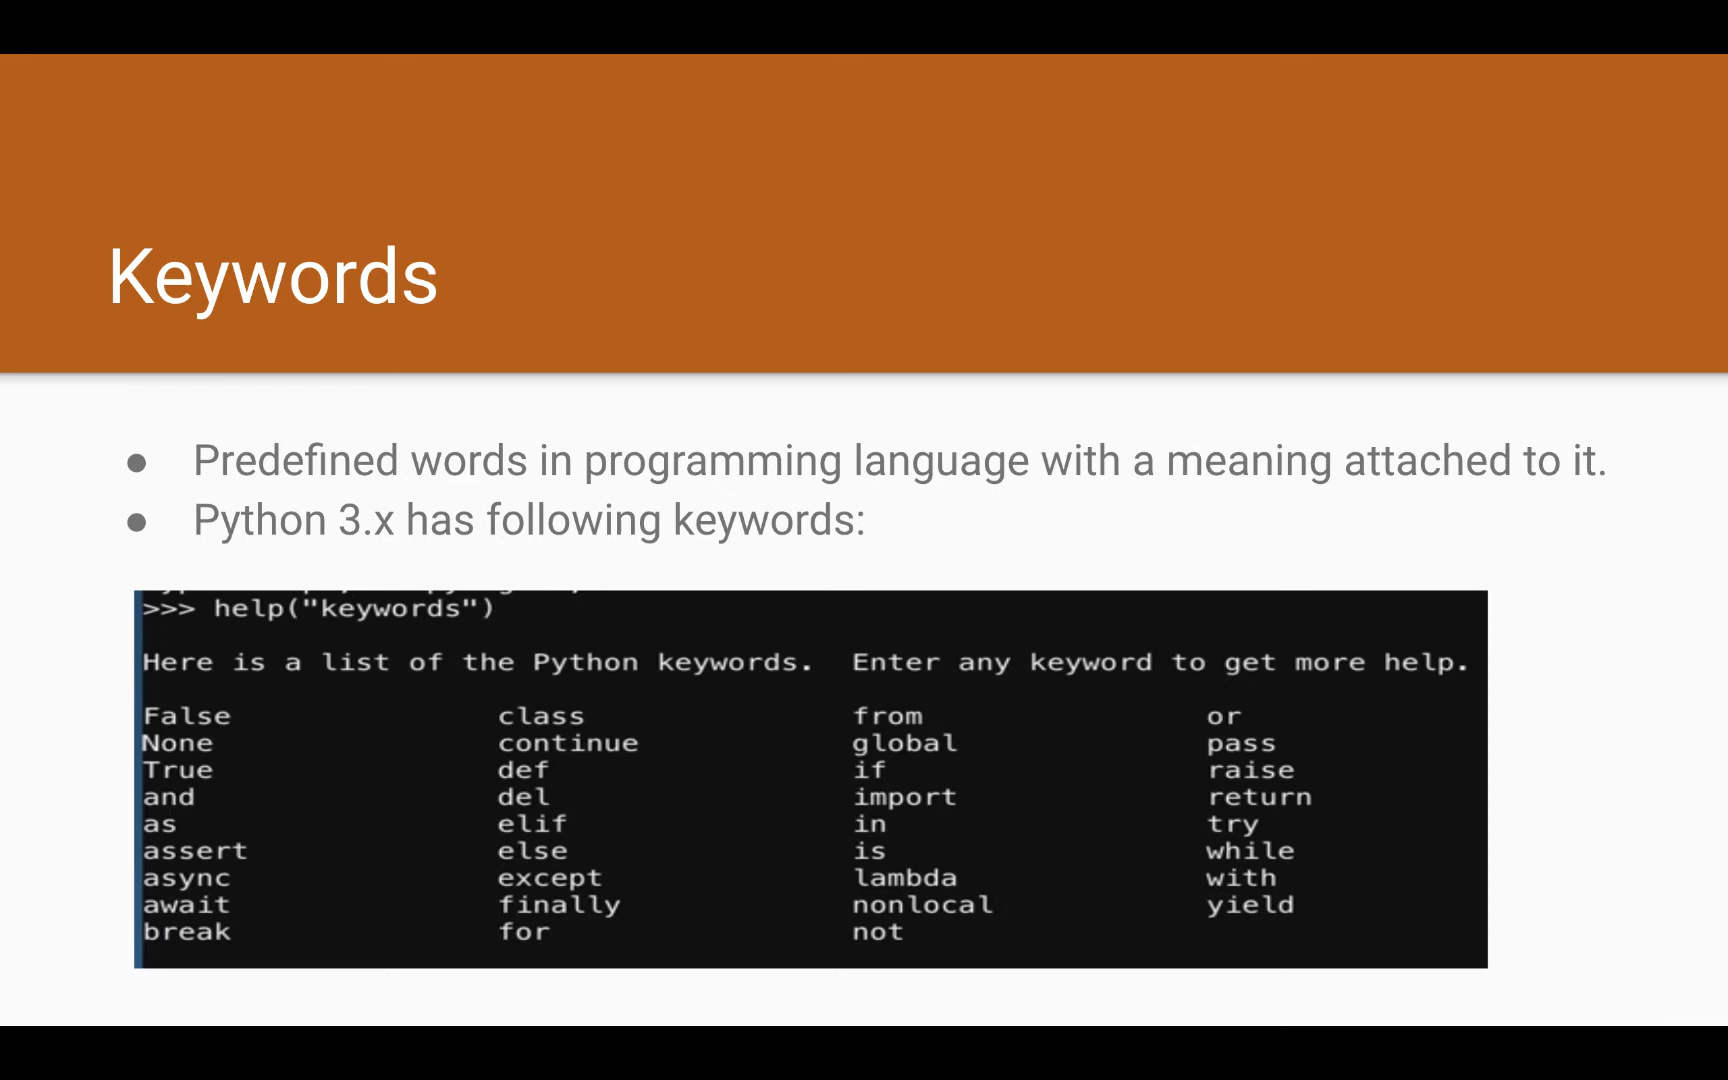 Keywords
● Predefined words in programming language with a meaning attached to it.
● Python 3.x has following keywords:
>>> help("keywords")
Here is a list of the Python keywords.  Enter any keyword to get more help.
False class from or
None continue global pass
True def if raise
and del import return
as elif in try
assert else is while
async except lambda with
await finally nonlocal yield
break for not